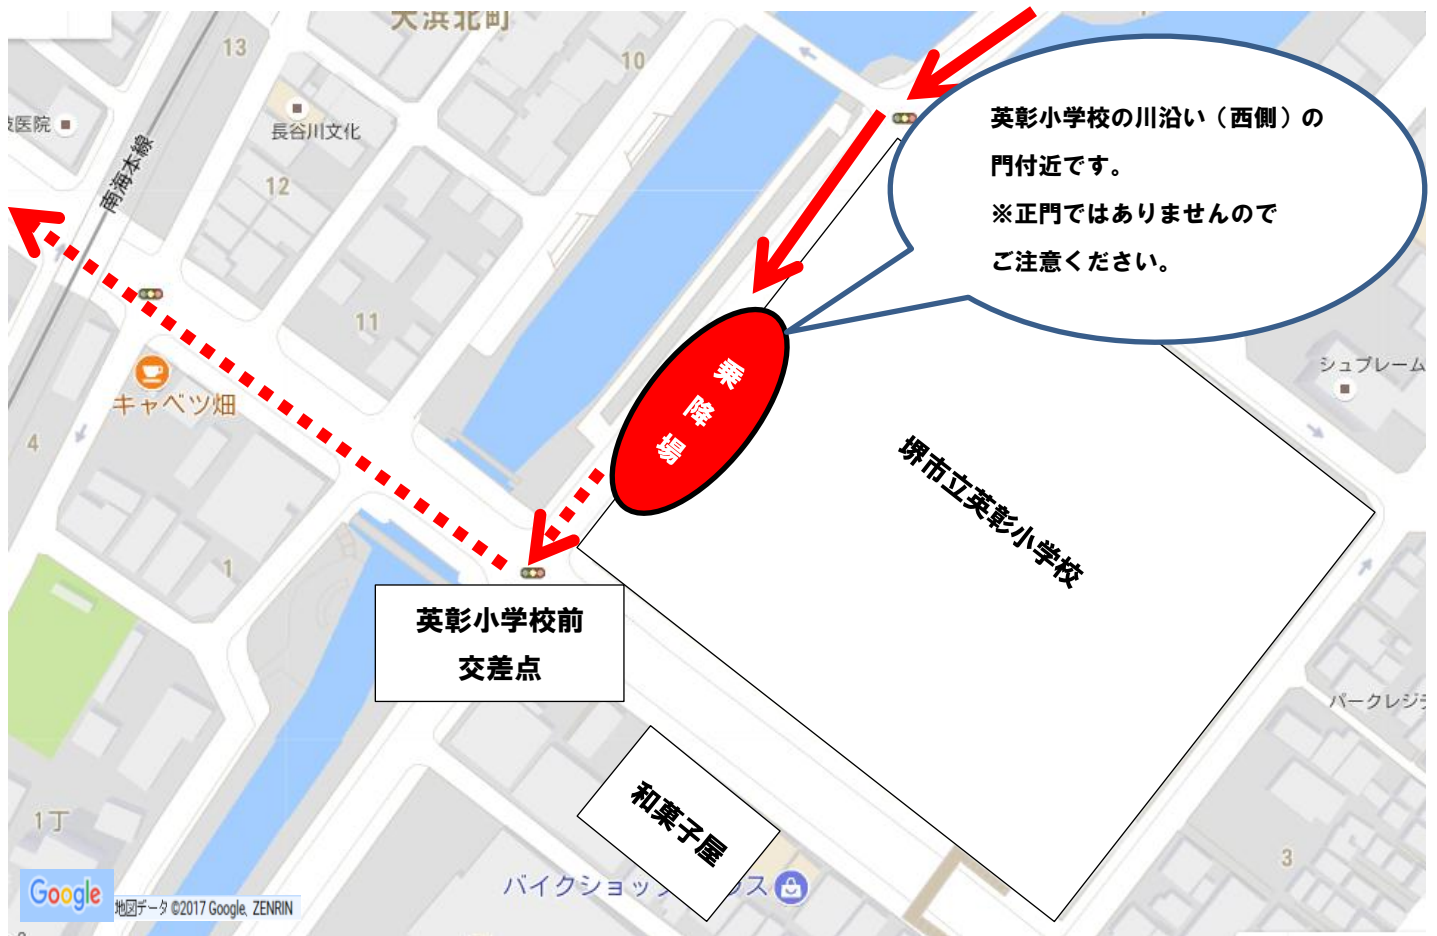 大浜北町
13
10
医院
長谷川文化
南海本線
12
11
英彰小学校の川沿い（西側）の
門付近です。
※正門ではありませんので
ご注意ください。
シュプレーム
キャベツ畑
4
乗降場
堺市立英彰小学校
1
英彰小学校前
交差点
パークレジ
和菓子屋
1丁
3
バイクショップ
ス
Google
地図データ ©2017 Google, ZENRIN